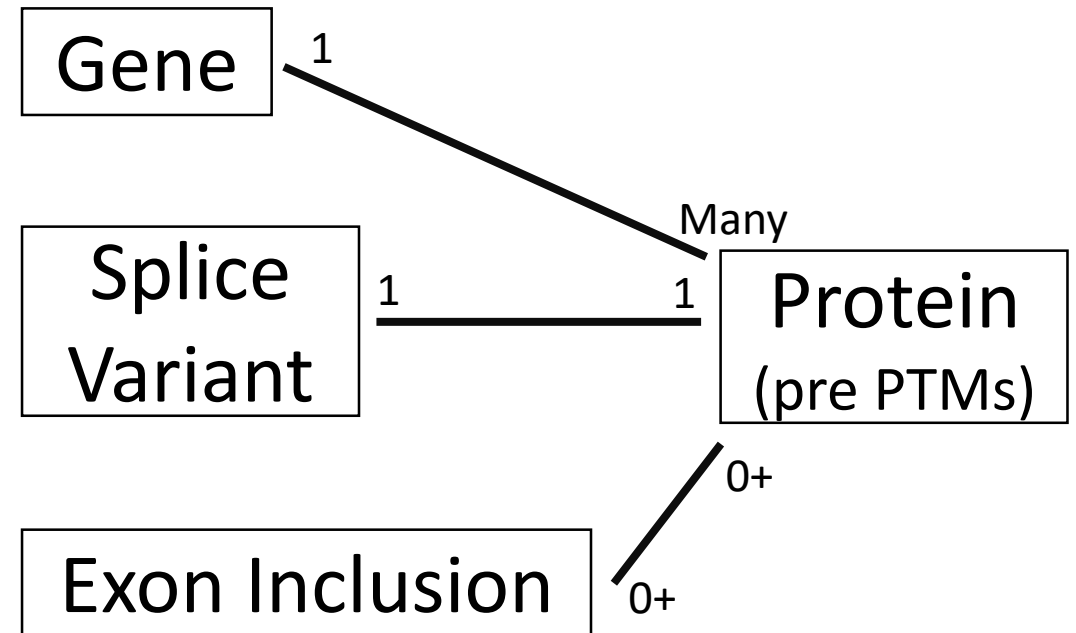 Gene
1
Many
Splice
Variant
1
1
Protein
(pre PTMs)
0+
Exon Inclusion
0+